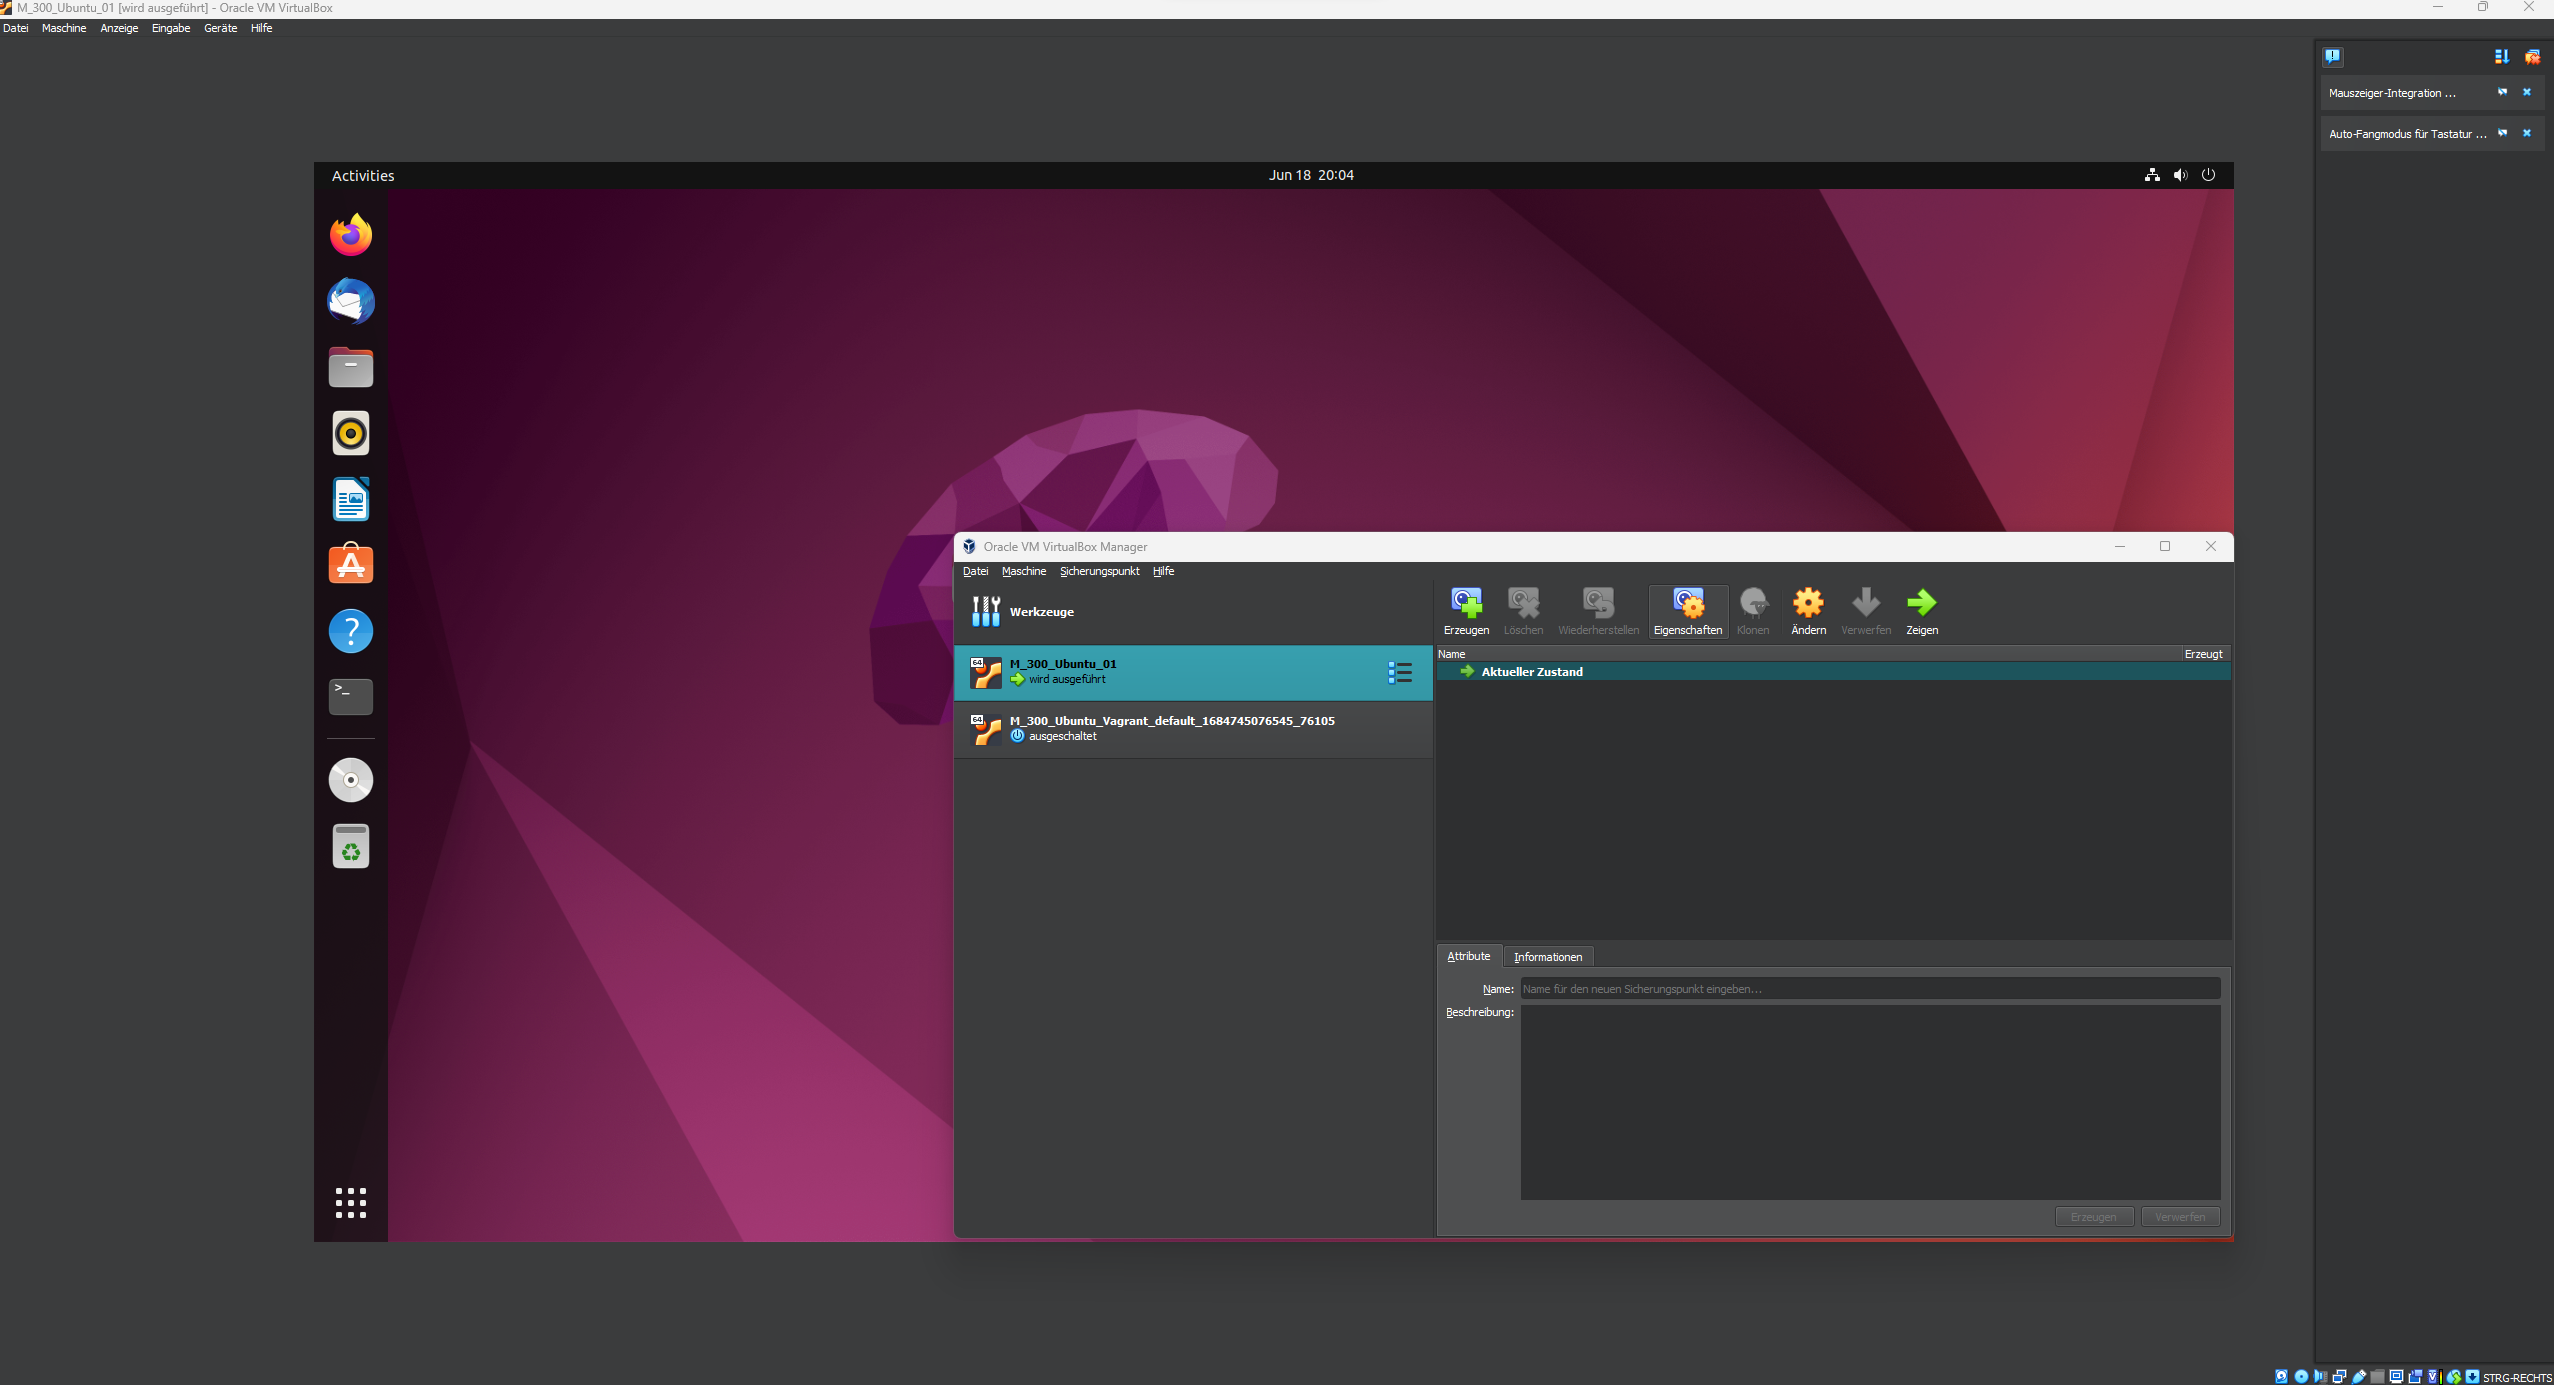 M_300_Ubuntu_01 [wird ausgeführt] - Oracle VM VirtualBox
Datei Maschine Anzeige Eingabe Geräte Hilfe
Mauszeiger-Integration ...
Auto-Fangmodus für Tastatur ...
Activities
Jun 18 20:04
Oracle VM VirtualBox Manager
Datei Maschine Sicherungspunkt Hilfe
Werkzeuge
64
M_300_Ubuntu_01
wird ausgeführt
64
M_300_Ubuntu_Vagrant_default_1684745076545_76105
ausgeschaltet
Erzeugen Löschen Wiederherstellen Eigenschaften Klonen Ändern Verwerfen Zeigen
Name Erzeugt
Aktueller Zustand
Attribute Informationen
Name: Name für den neuen Sicherungspunkt eingeben...
Beschreibung:
Erzeugen Verwerfen
STRG-RECHTS